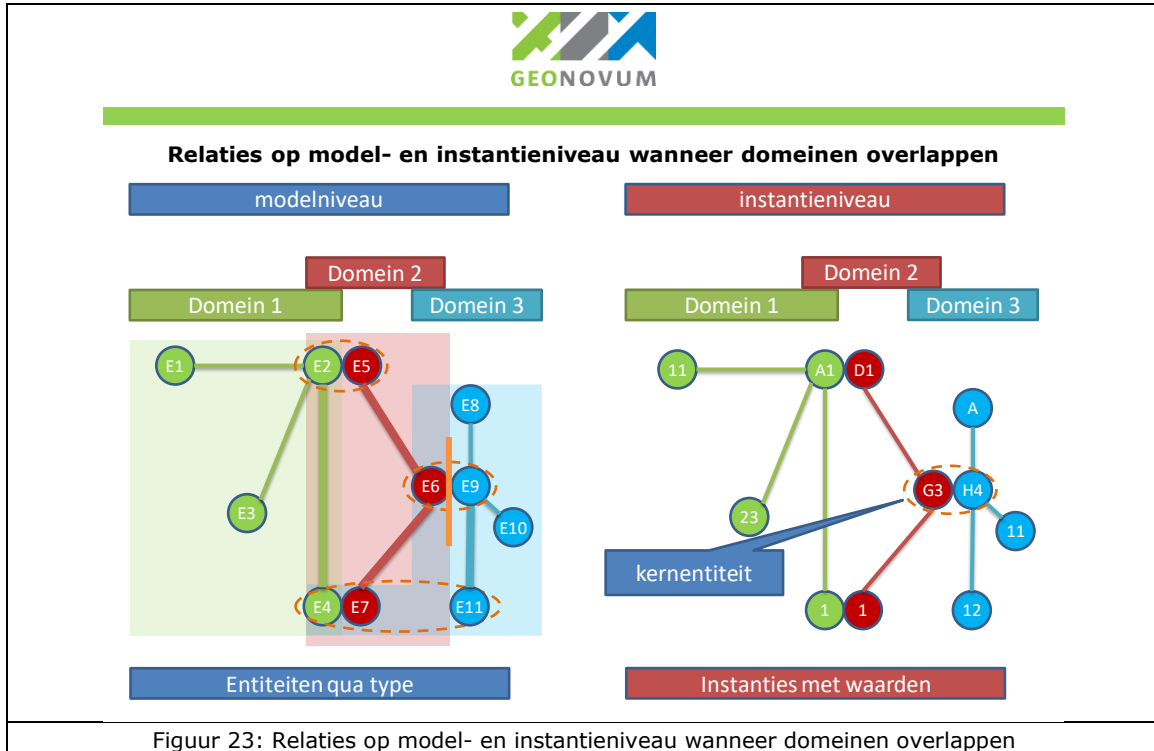 GEONOVUM
Relaties op model- en instantieniveau wanneer domeinen overlappen
modelniveau
instantieniveau
Domein 2
Domein 1
Domein 3
Domein 2
Domein 1
Domein 3
E1
E2
E5
E8
E3
E6
E9
E10
E4
E7
E11
11
A1
D1
A
23
G3
H4
11
kernentiteit
1
1
12
Entiteiten qua type
Instanties met waarden
Figuur 23: Relaties op model- en instantieniveau wanneer domeinen overlappen